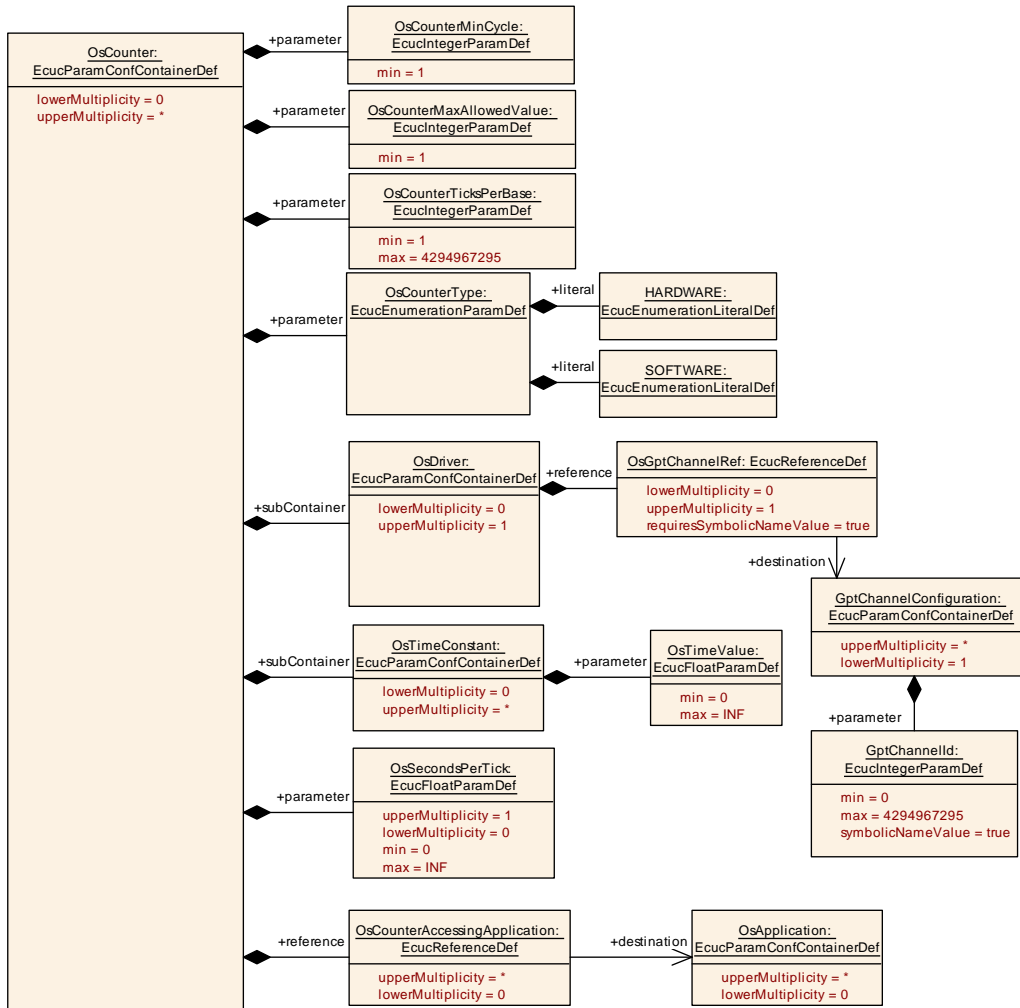 OsCounter:
EcucParamConfContainerDef
lowerMultiplicity = 0
upperMultiplicity = *
+parameter
OsCounterMinCycle:
EcucIntegerParamDef
min = 1
+parameter
OsCounterMaxAllowedValue:
EcucIntegerParamDef
min = 1
+parameter
OsCounterTicksPerBase:
EcucIntegerParamDef
min = 1
max = 4294967295
+parameter
OsCounterType:
EcucEnumerationParamDef
+literal
HARDWARE:
EcucEnumerationLiteralDef
+literal
SOFTWARE:
EcucEnumerationLiteralDef
+subContainer
OsDriver:
EcucParamConfContainerDef
lowerMultiplicity = 0
upperMultiplicity = 1
+reference
OsGptChannelRef: EcucReferenceDef
lowerMultiplicity = 0
upperMultiplicity = 1
requiresSymbolicNameValue = true
+destination
GptChannelConfiguration:
EcucParamConfContainerDef
upperMultiplicity = *
lowerMultiplicity = 1
+parameter
GptChannelId:
EcucIntegerParamDef
min = 0
max = 4294967295
symbolicNameValue = true
+subContainer
OsTimeConstant:
EcucParamConfContainerDef
lowerMultiplicity = 0
upperMultiplicity = *
+parameter
OsTimeValue:
EcucFloatParamDef
min = 0
max = INF
+parameter
OsSecondsPerTick:
EcucFloatParamDef
upperMultiplicity = 1
lowerMultiplicity = 0
min = 0
max = INF
+reference
OsCounterAccessingApplication:
EcucReferenceDef
upperMultiplicity = *
lowerMultiplicity = 0
+destination
OsApplication:
EcucParamConfContainerDef
upperMultiplicity = *
lowerMultiplicity = 0